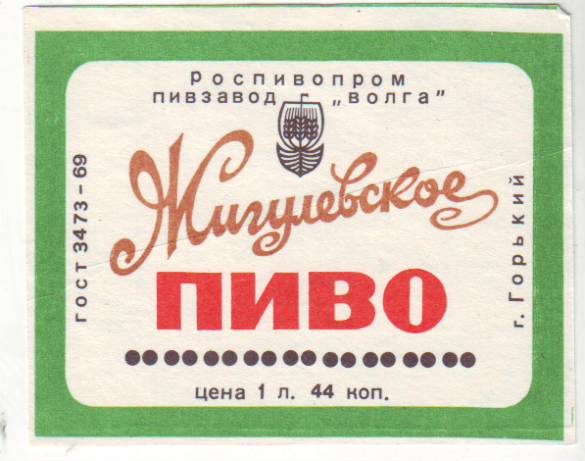 роспивопром
пивзавод "волга"
гост 3473-69
Жигулевское
ПИВО
г. Горький
цена 1 л. 44 коп.